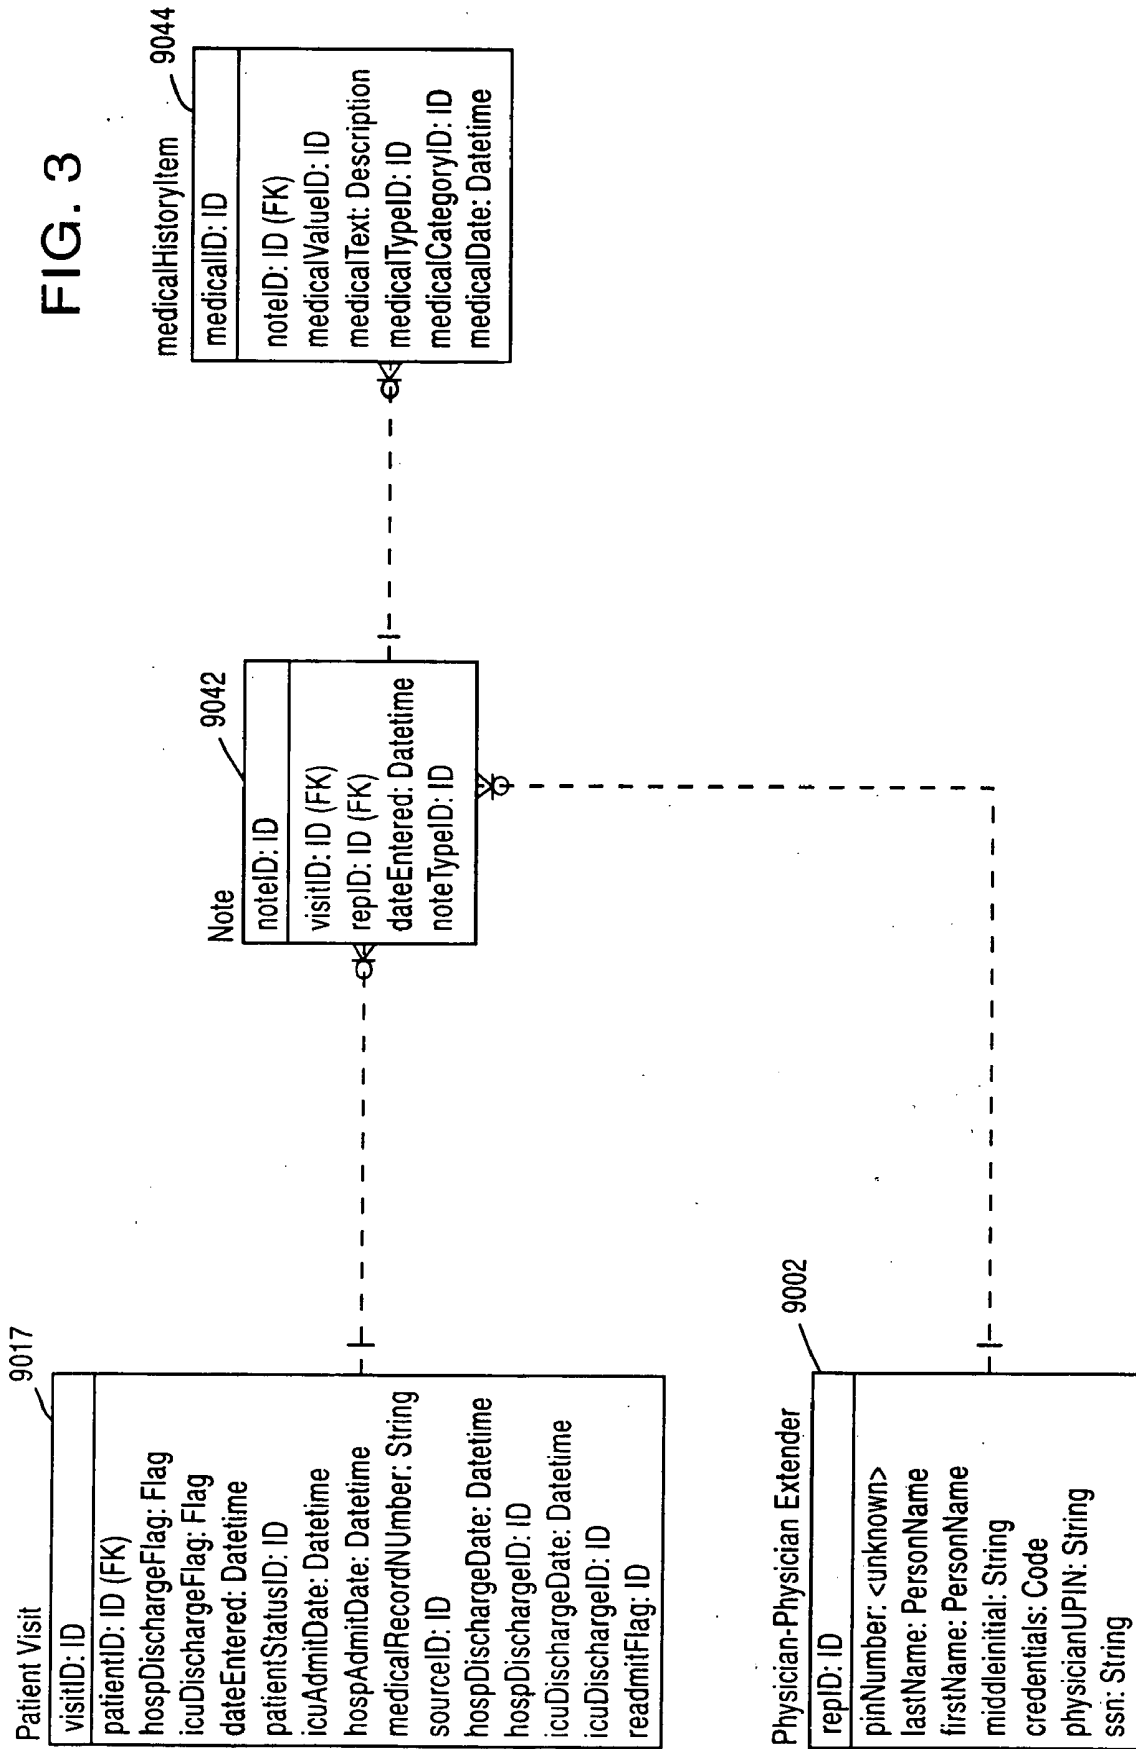 FIG. 3
Patient Visit
9017
visitID: ID
patientID: ID (FK)
hospDischargeFlag: Flag
icuDischargeFlag: Flag
dateEntered: Datetime
patientStatusID: ID
icuAdmitDate: Datetime
hospAdmitDate: Datetime
medicalRecordNUmber: String
sourceID: ID
hospDischargeDate: Datetime
hospDischargeID: ID
icuDischargeDate: Datetime
icuDischargeID: ID
readmitFlag: ID
Note
9042
noteID: ID
visitID: ID (FK)
repID: ID (FK)
dateEntered: Datetime
noteTypeID: ID
medicalHistoryItem
9044
medicalID: ID
noteID: ID (FK)
medicalValueID: ID
medicalText: Description
medicalTypeID: ID
medicalCategoryID: ID
medicalDate: Datetime
Physician-Physician Extender
9002
repID: ID
pinNumber: <unknown>
lastName: PersonName
firstName: PersonName
middleinitial: String
credentials: Code
physicianUPIN: String
ssn: String